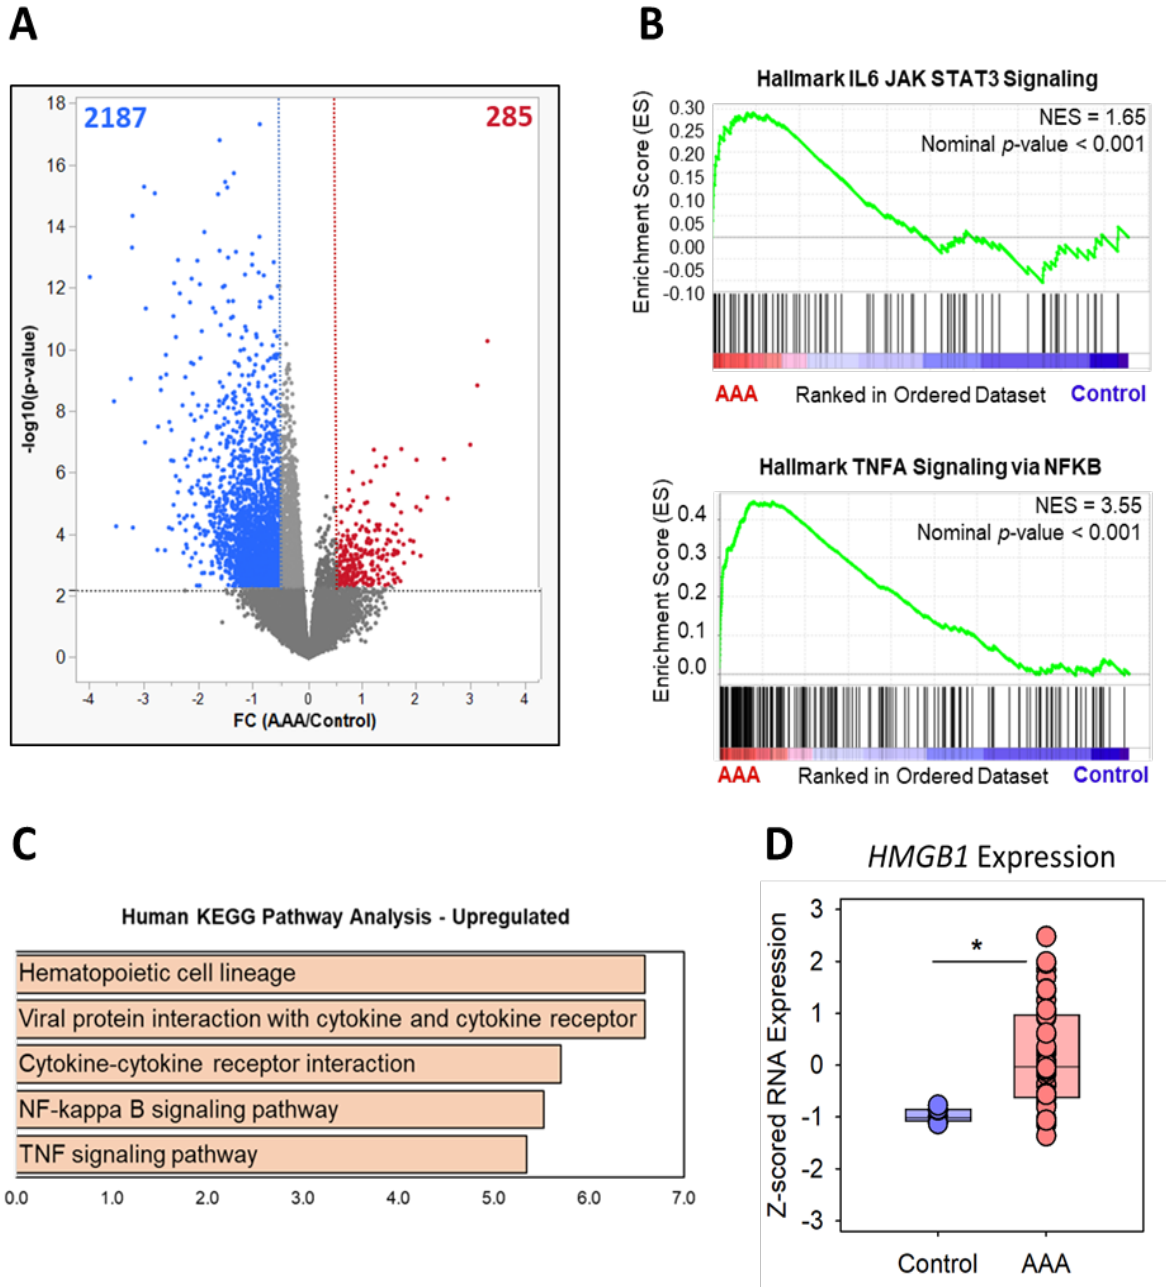 A
2187
285
18
16
14
12
10
8
6
4
2
0
-log10(p-value)
-4
-3
-2
-1
0
1
2
3
4
FC (AAA/Control)
B
Hallmark IL6 JAK STAT3 Signaling
NES = 1.65
Nominal p-value < 0.001
Enrichment Score (ES)
0.30
0.25
0.20
0.15
0.10
0.05
0.00
-0.05
-0.10
AAA Ranked in Ordered Dataset Control
Hallmark TNFA Signaling via NFKB
NES = 3.55
Nominal p-value < 0.001
Enrichment Score (ES)
0.4
0.3
0.2
0.1
0.0
AAA Ranked in Ordered Dataset Control
C
Human KEGG Pathway Analysis - Upregulated
Hematopoietic cell lineage
Viral protein interaction with cytokine and cytokine receptor
Cytokine-cytokine receptor interaction
NF-kappa B signaling pathway
TNF signaling pathway
0.0 1.0 2.0 3.0 4.0 5.0 6.0 7.0
D
HMGB1 Expression
Z-scored RNA Expression
3
2
1
0
-1
-2
-3
*
Control AAA